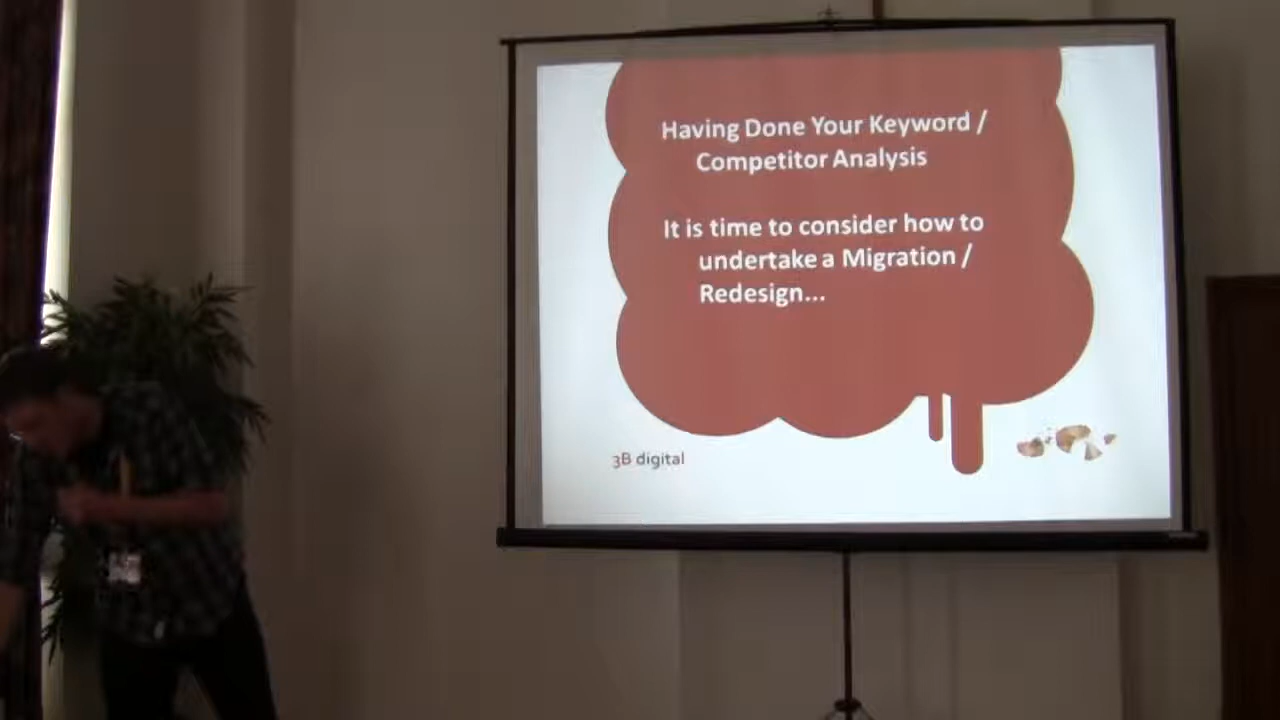 Having Done Your Keyword /
Competitor Analysis
It is time to consider how to
undertake a Migration /
Redesign...
3B digital